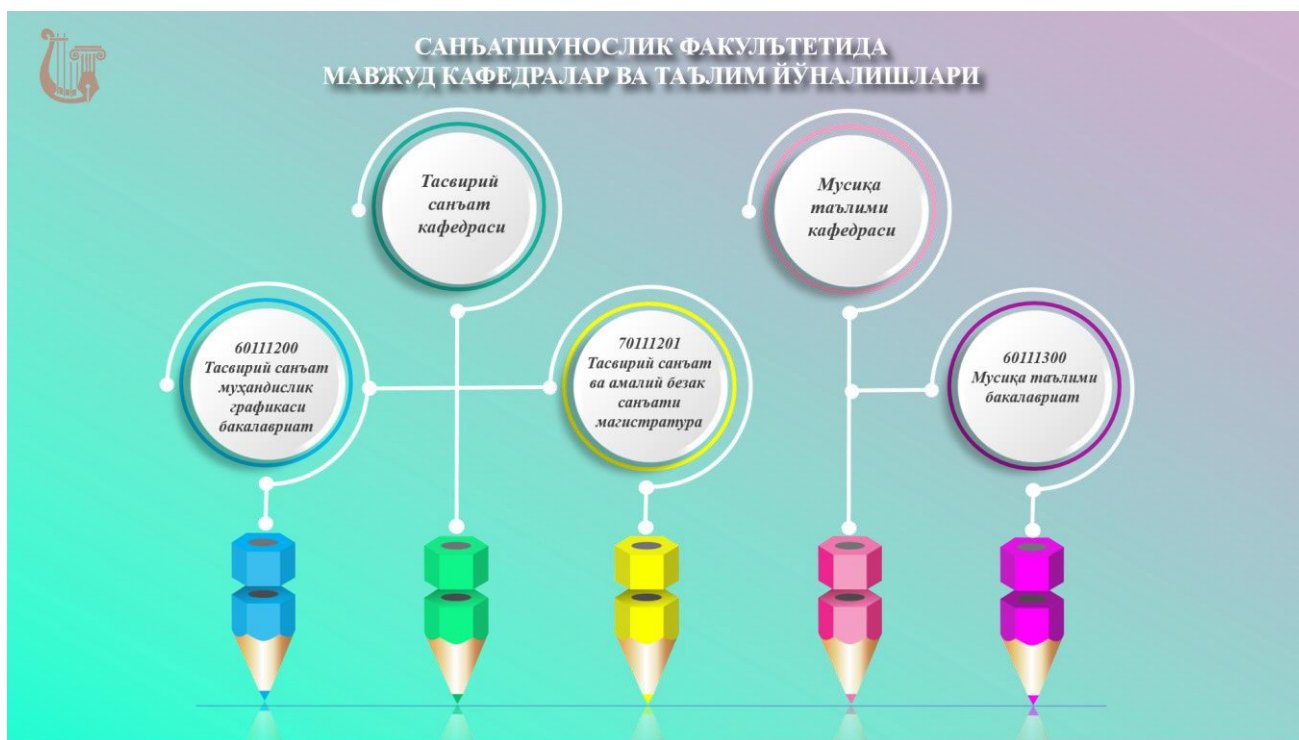 САНЪАТШУНОСЛИК ФАКУЛЪТЕТИДА
МАВЖУД КАФЕДРАЛАР ВА ТАЪЛИМ ЙЎНАЛИШЛАРИ
Тасвирий
санъат
кафедраси
Мусиқа
таълими
кафедраси
60111200
Тасвирий санъат
муҳандислик
графикаси
бакалавриат
70111201
Тасвирий санъат
ва амалий безак
санъати
магистратура
60111300
Мусиқа таълими
бакалавриат